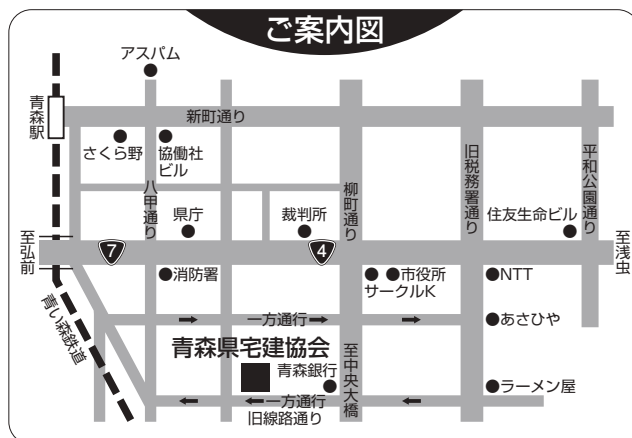 ご案内図
アスパム
青森駅
新町通り
さくら野
協働社
ビル
八甲通り
県庁
裁判所
柳町通り
旧税務署通り
平和公園通り
住友生命ビル
至弘前
7
4
至浅虫
消防署
市役所
サークルK
NTT
青い森鉄道
一方通行
あさひや
青森県宅建協会
青森銀行
至中央大橋
ラーメン屋
一方通行
旧線路通り